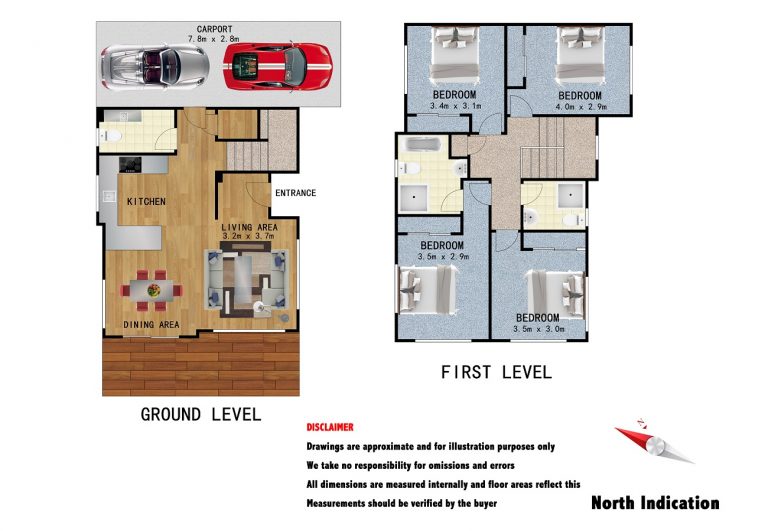 CARPORT
7.8m x 2.8m
KITCHEN
ENTRANCE
LIVING AREA
3.2m x 3.7m
DINING AREA
GROUND LEVEL
BEDROOM
3.4m x 3.1m
BEDROOM
4.0m x 2.9m
BEDROOM
3.5m x 2.9m
BEDROOM
3.5m x 3.0m
FIRST LEVEL
DISCLAIMER
Drawings are approximate and for illustration purposes only
We take no responsibility for omissions and errors
All dimensions are measured internally and floor areas reflect this
Measurements should be verified by the buyer
N
North Indication